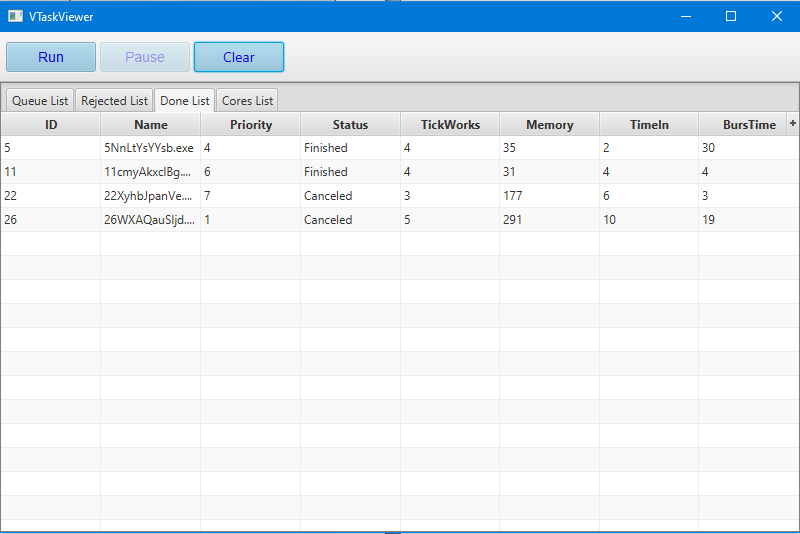 VTaskViewer
Run Pause Clear
Queue List Rejected List Done List Cores List
ID Name Priority Status TickWorks Memory TimeIn BursTime +
5 5NnLtYsYYsb.exe 4 Finished 4 35 2 30
11 11cmyAkxclBg.... 6 Finished 4 31 4 4
22 22XyhbJpanVe.... 7 Canceled 3 177 6 3
26 26WXAQauSljd.... 1 Canceled 5 291 10 19